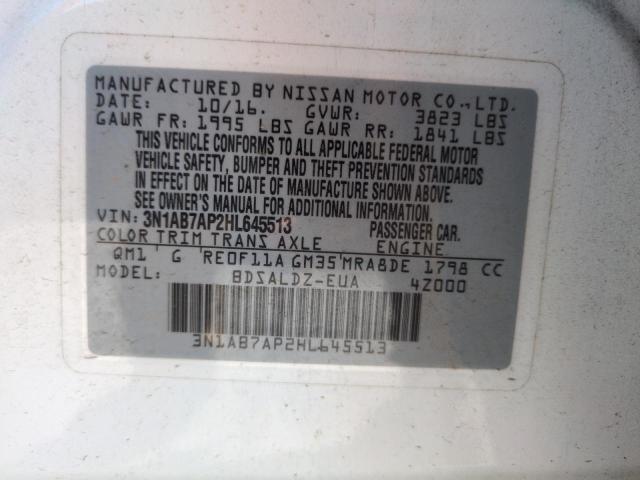 MANUFACTURED BY NISSAN MOTOR CO.,LTD.
DATE: 10/16. GVWR: 3823 LBS
GAWR FR: 1995 LBS GAWR RR: 1841 LBS
THIS VEHICLE CONFORMS TO ALL APPLICABLE FEDERAL MOTOR
VEHICLE SAFETY, BUMPER AND THEFT PREVENTION STANDARDS
IN EFFECT ON THE DATE OF MANUFACTURE SHOWN ABOVE.
SEE OWNER'S MANUAL FOR ADDITIONAL INFORMATION.
VIN: 3N1AB7AP2HL645513 PASSENGER CAR.
COLOR TRIM TRANS AXLE ENGINE
QM1 G RE0F11A GM35 MRA8DE 1798 CC
MODEL: BDSALDZ-EUA 4Z000
3N1AB7AP2HL645513